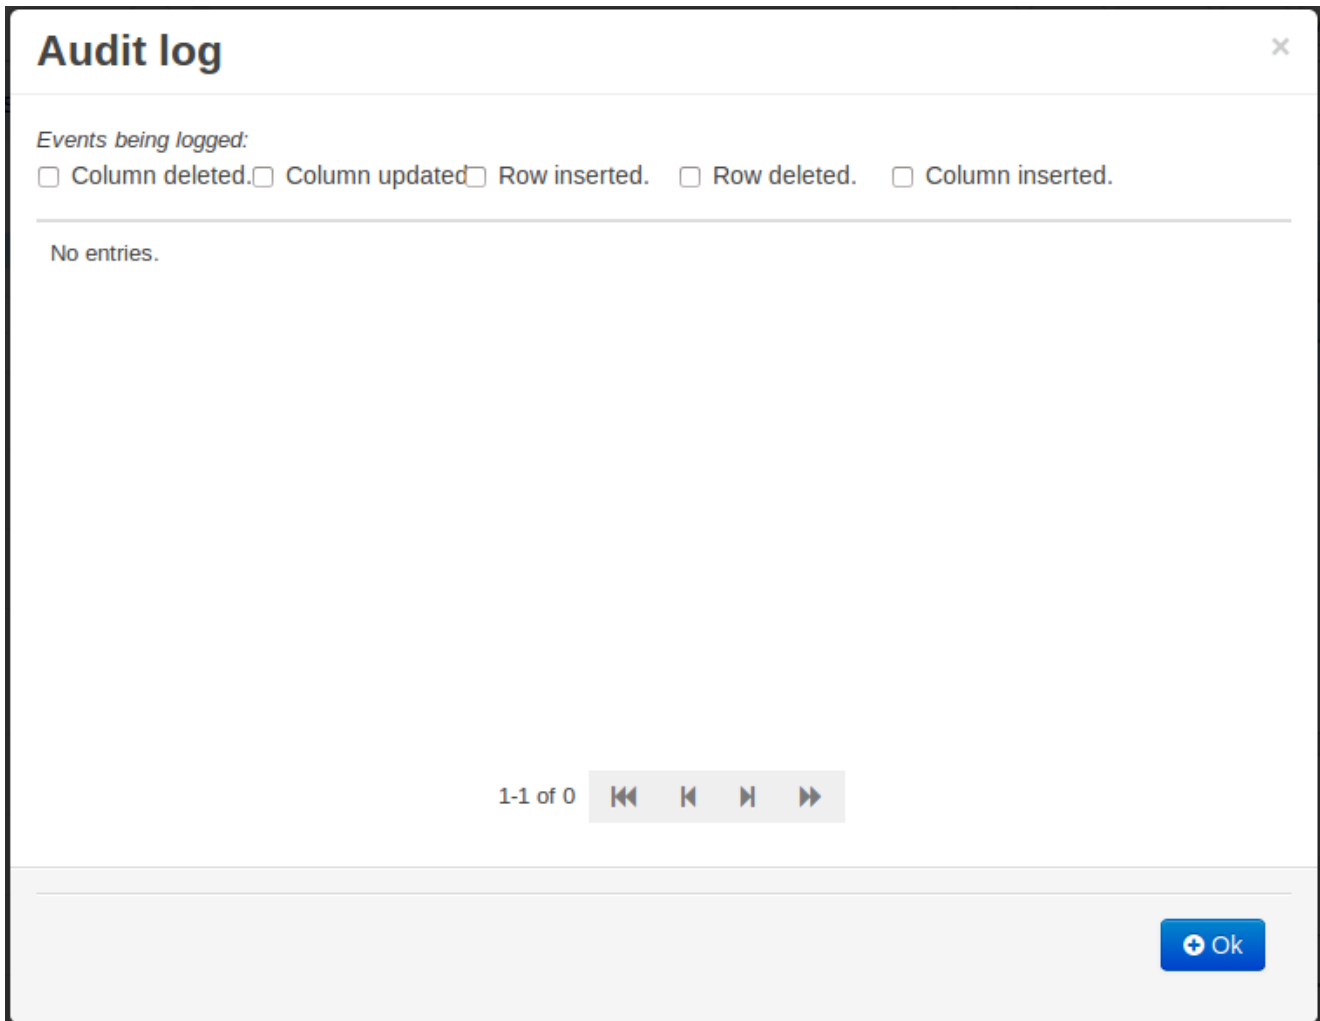 Audit log
Events being logged:
Column deleted. Column updated Row inserted. Row deleted. Column inserted.
No entries.
1-1 of 0
Ok